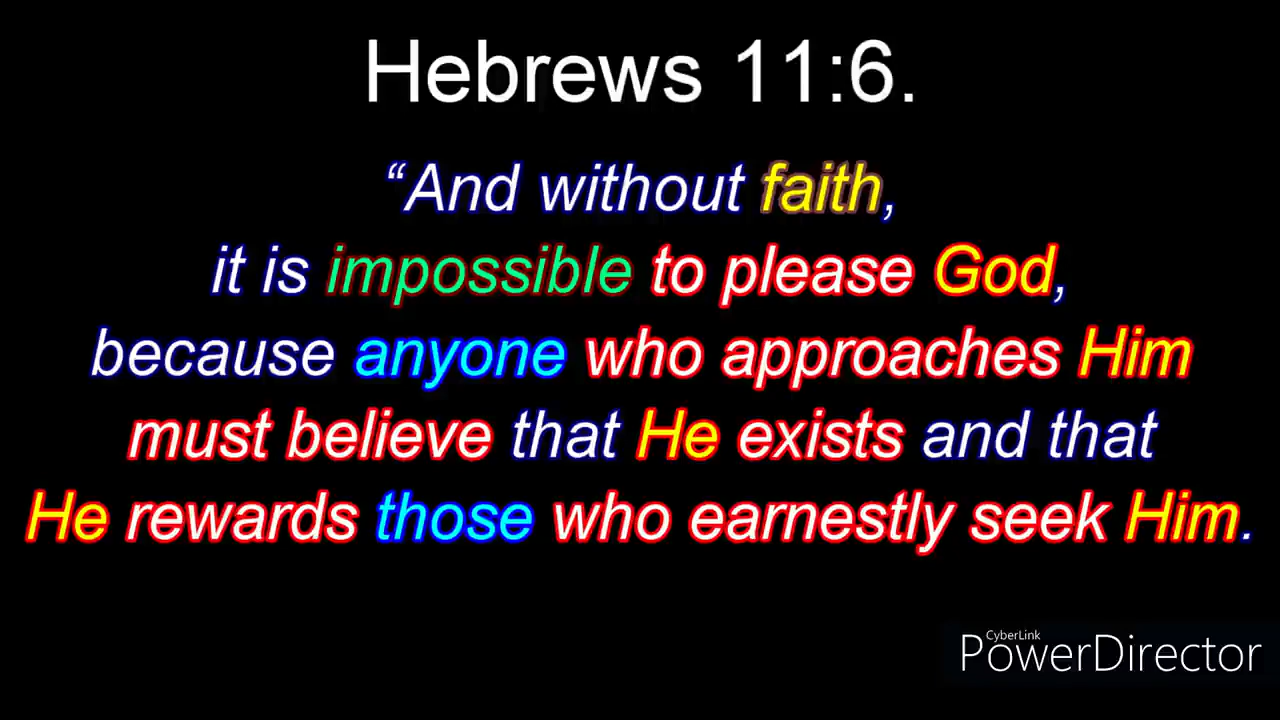 Hebrews 11:6.
“And without faith,
it is impossible to please God,
because anyone who approaches Him
must believe that He exists and that
He rewards those who earnestly seek Him.
CyberLink
PowerDirector